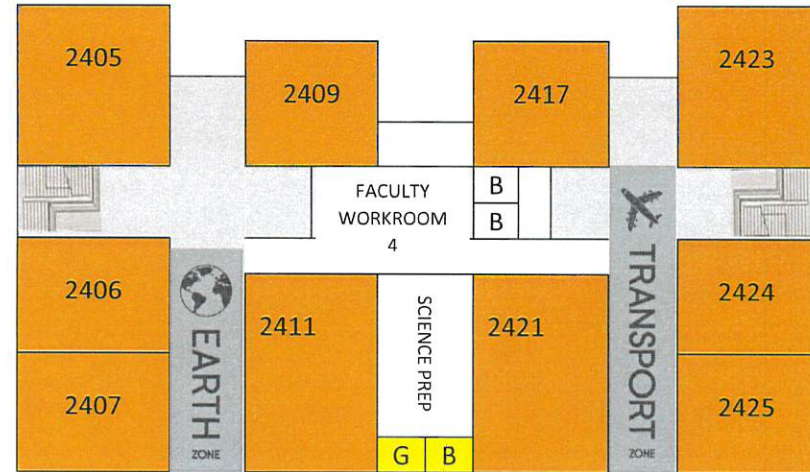 2405
2409
2417
2423
FACULTY
WORKROOM
4
B
B
2406
2407
EARTH
ZONE
2411
SCIENCE PREP
2421
TRANSPORT
ZONE
2424
2425
G
B